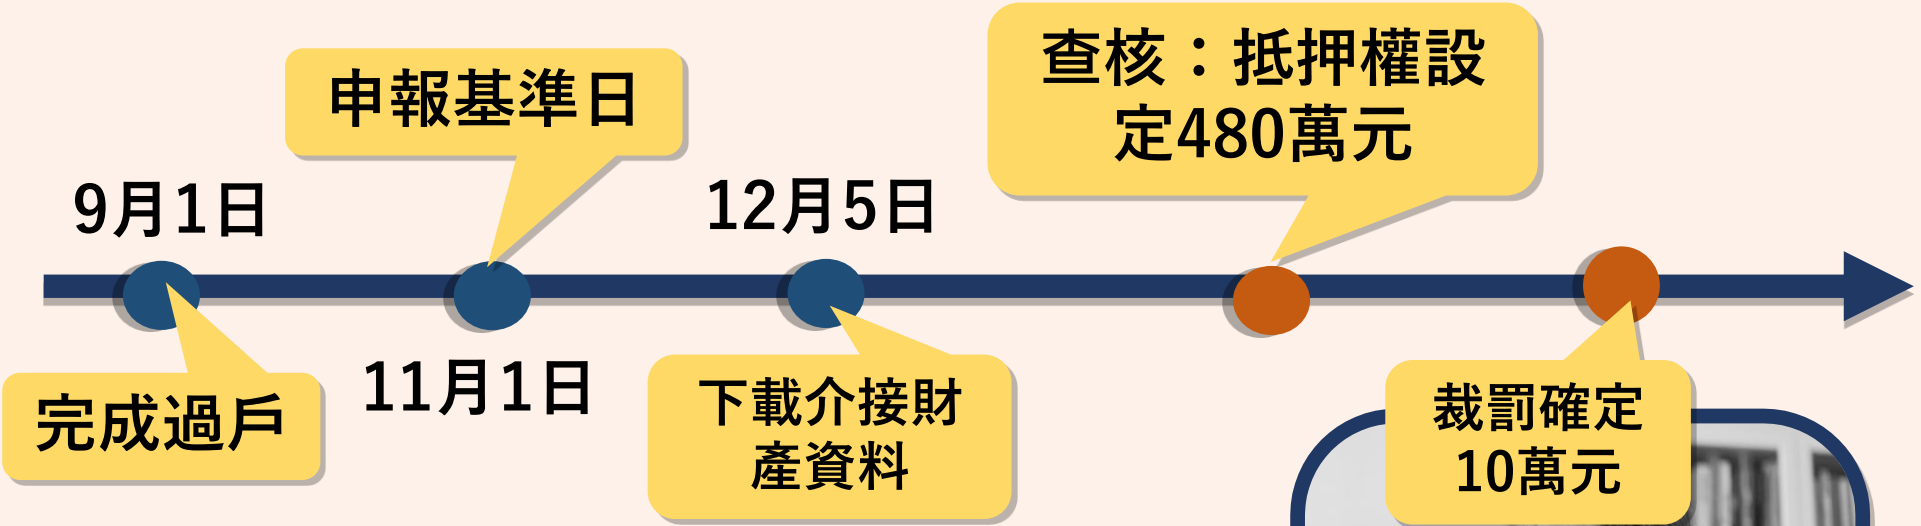 9月1日
完成過戶
申報基準日
11月1日
12月5日
下載介接財
產資料
查核：抵押權設
定480萬元
裁罰確定
10萬元